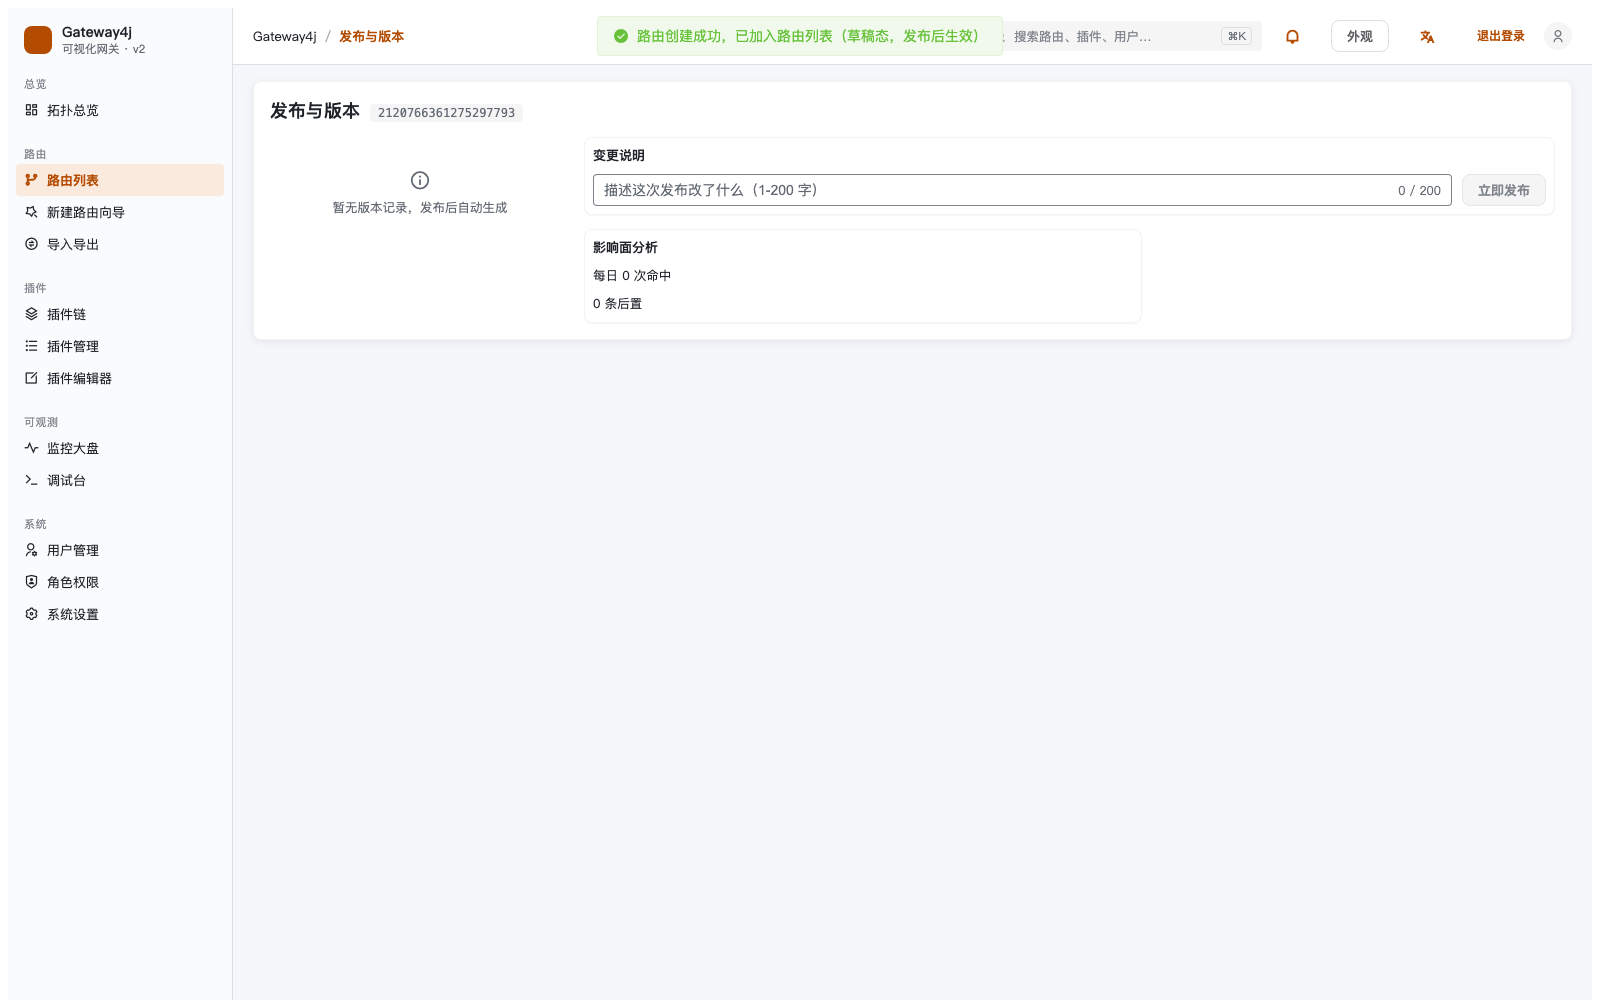 Gateway4j
可视化网关 · v2
总览
拓扑总览
路由
路由列表
新建路由向导
导入导出
插件
插件链
插件管理
插件编辑器
可观测
监控大盘
调试台
系统
用户管理
角色权限
系统设置
Gateway4j / 发布与版本
路由创建成功，已加入路由列表（草稿态，发布后生效）
搜索路由、插件、用户…
⌘K
外观
退出登录
发布与版本 2120766361275297793
暂无版本记录，发布后自动生成
变更说明
描述这次发布改了什么（1-200 字） 0 / 200
立即发布
影响面分析
每日 0 次命中
0 条后置